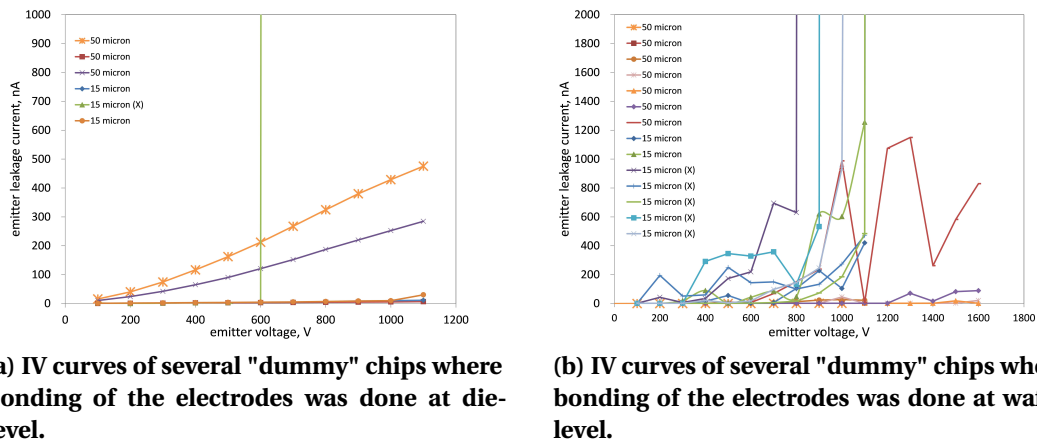 1000
900
800
700
600
500
400
300
200
100
0
emitter leakage current, nA
50 micron
50 micron
50 micron
15 micron
15 micron (X)
15 micron
0 200 400 600 800 1000 1200
emitter voltage, V
a) IV curves of several "dummy" chips where
onding of the electrodes was done at die-
evel.
2000
1800
1600
1400
1200
1000
800
600
400
200
0
emitter leakage current, nA
50 micron
50 micron
50 micron
50 micron
50 micron
50 micron
50 micron
15 micron
15 micron
15 micron (X)
15 micron (X)
15 micron (X)
15 micron (X)
15 micron (X)
0 200 400 600 800 1000 1200 1400 1600 1800
emitter voltage, V
(b) IV curves of several "dummy" chips whe
bonding of the electrodes was done at waf
level.